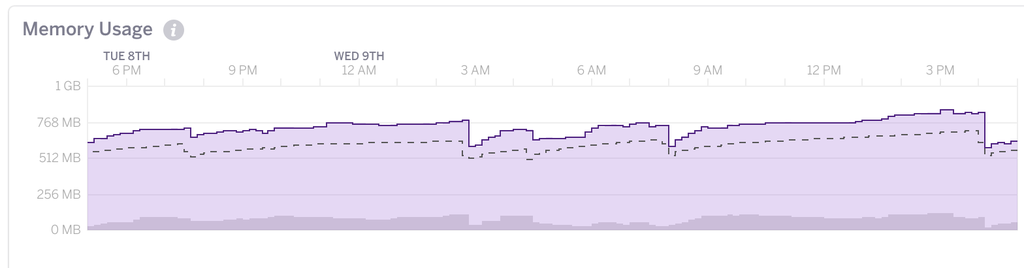 Memory Usage i
TUE 8TH WED 9TH
6 PM 9 PM 12 AM 3 AM 6 AM 9 AM 12 PM 3 PM
1 GB
768 MB
512 MB
256 MB
0 MB